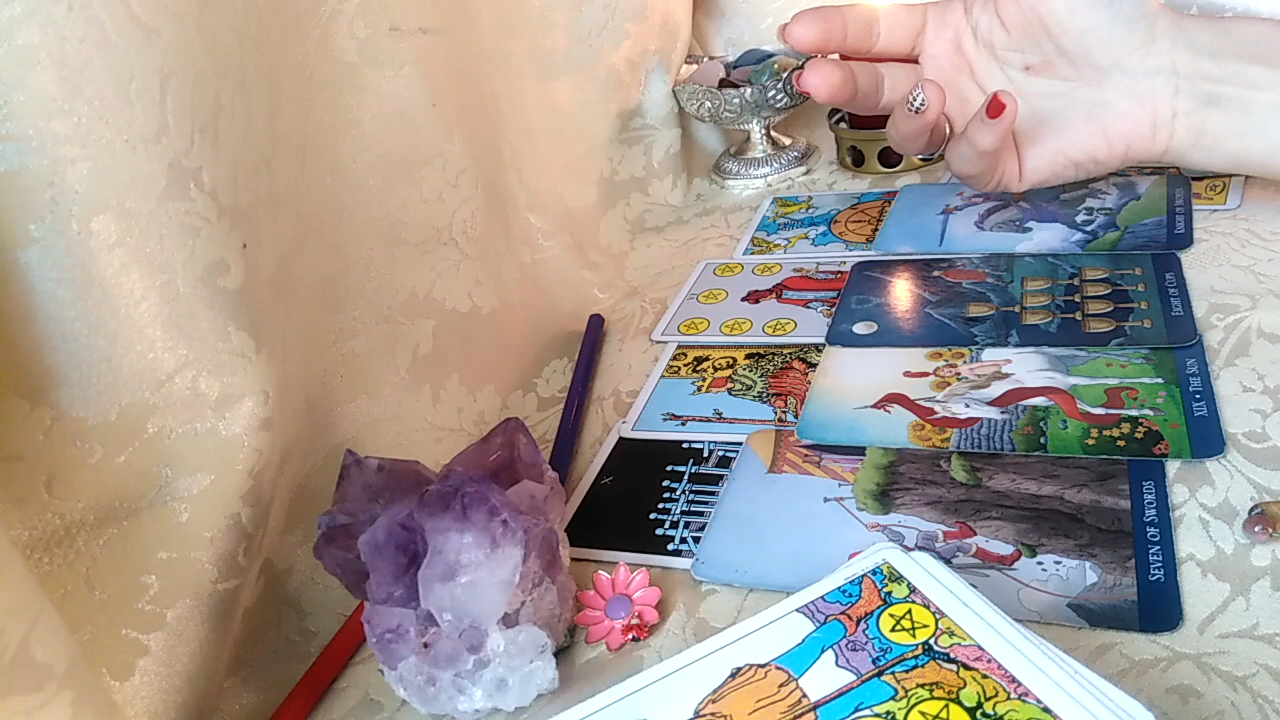 KNIGHT OF SWORDS
EIGHT OF CUPS
XIX • THE SUN
SEVEN OF SWORDS
X